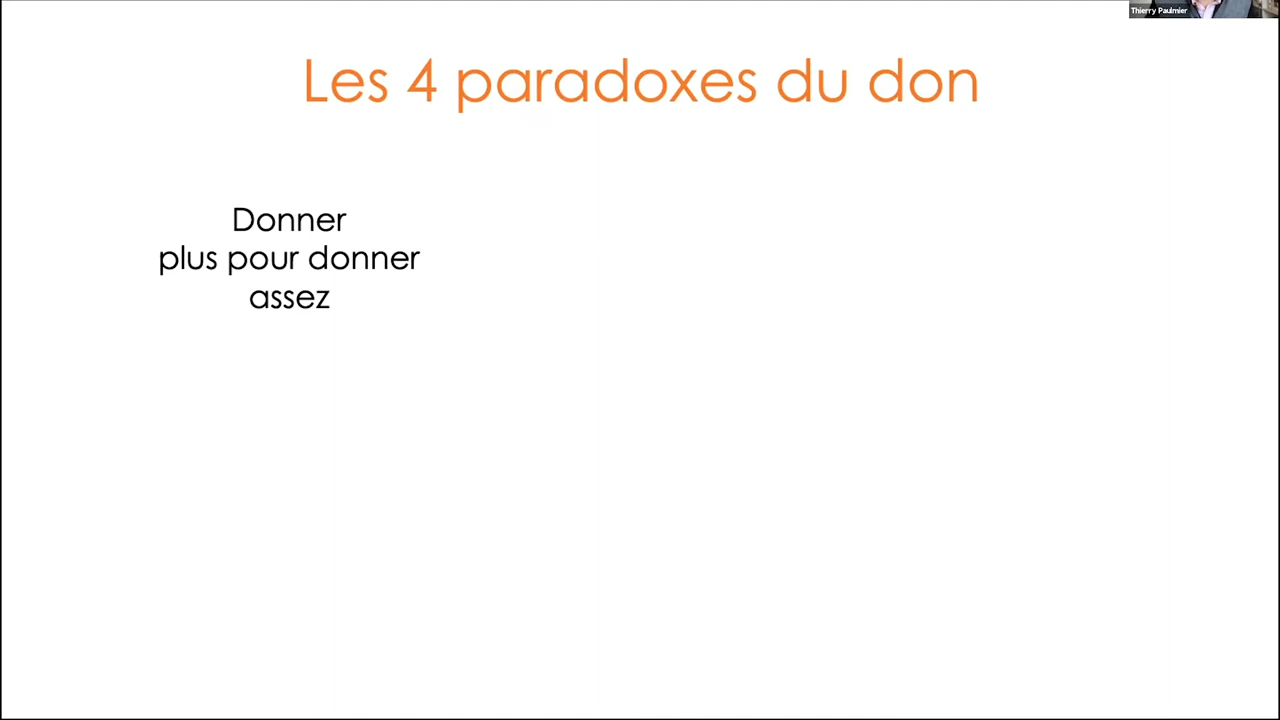 Thierry Paulmier
Les 4 paradoxes du don
Donner
plus pour donner
assez